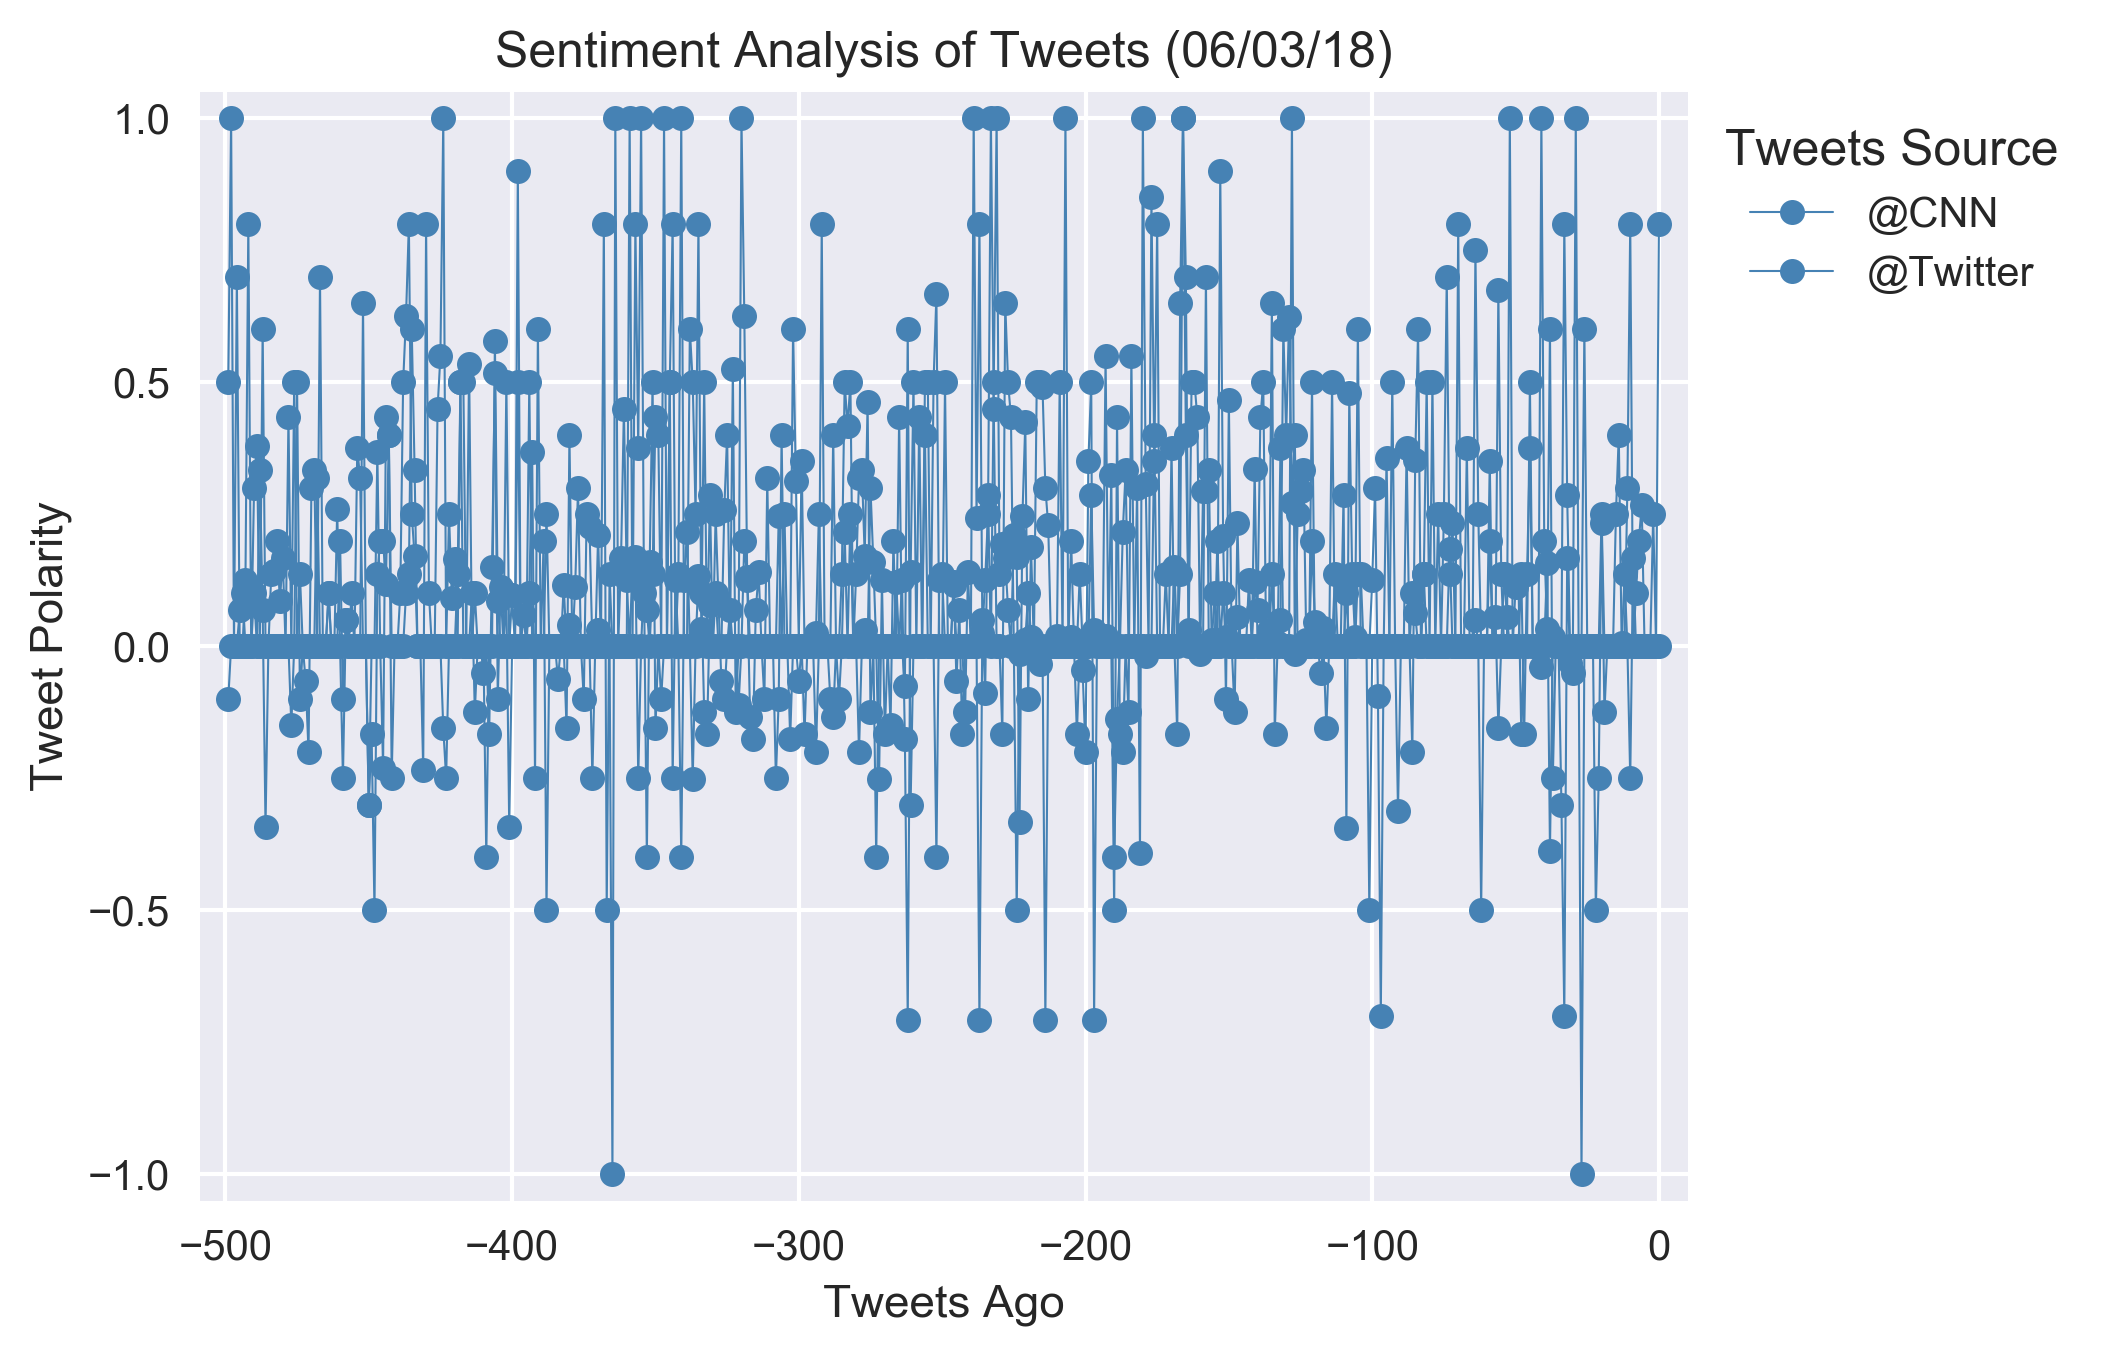 Sentiment Analysis of Tweets (06/03/18)
Tweets Source
@CNN
@Twitter
Tweet Polarity
1.0
0.5
0.0
−0.5
−1.0
−500 −400 −300 −200 −100 0
Tweets Ago